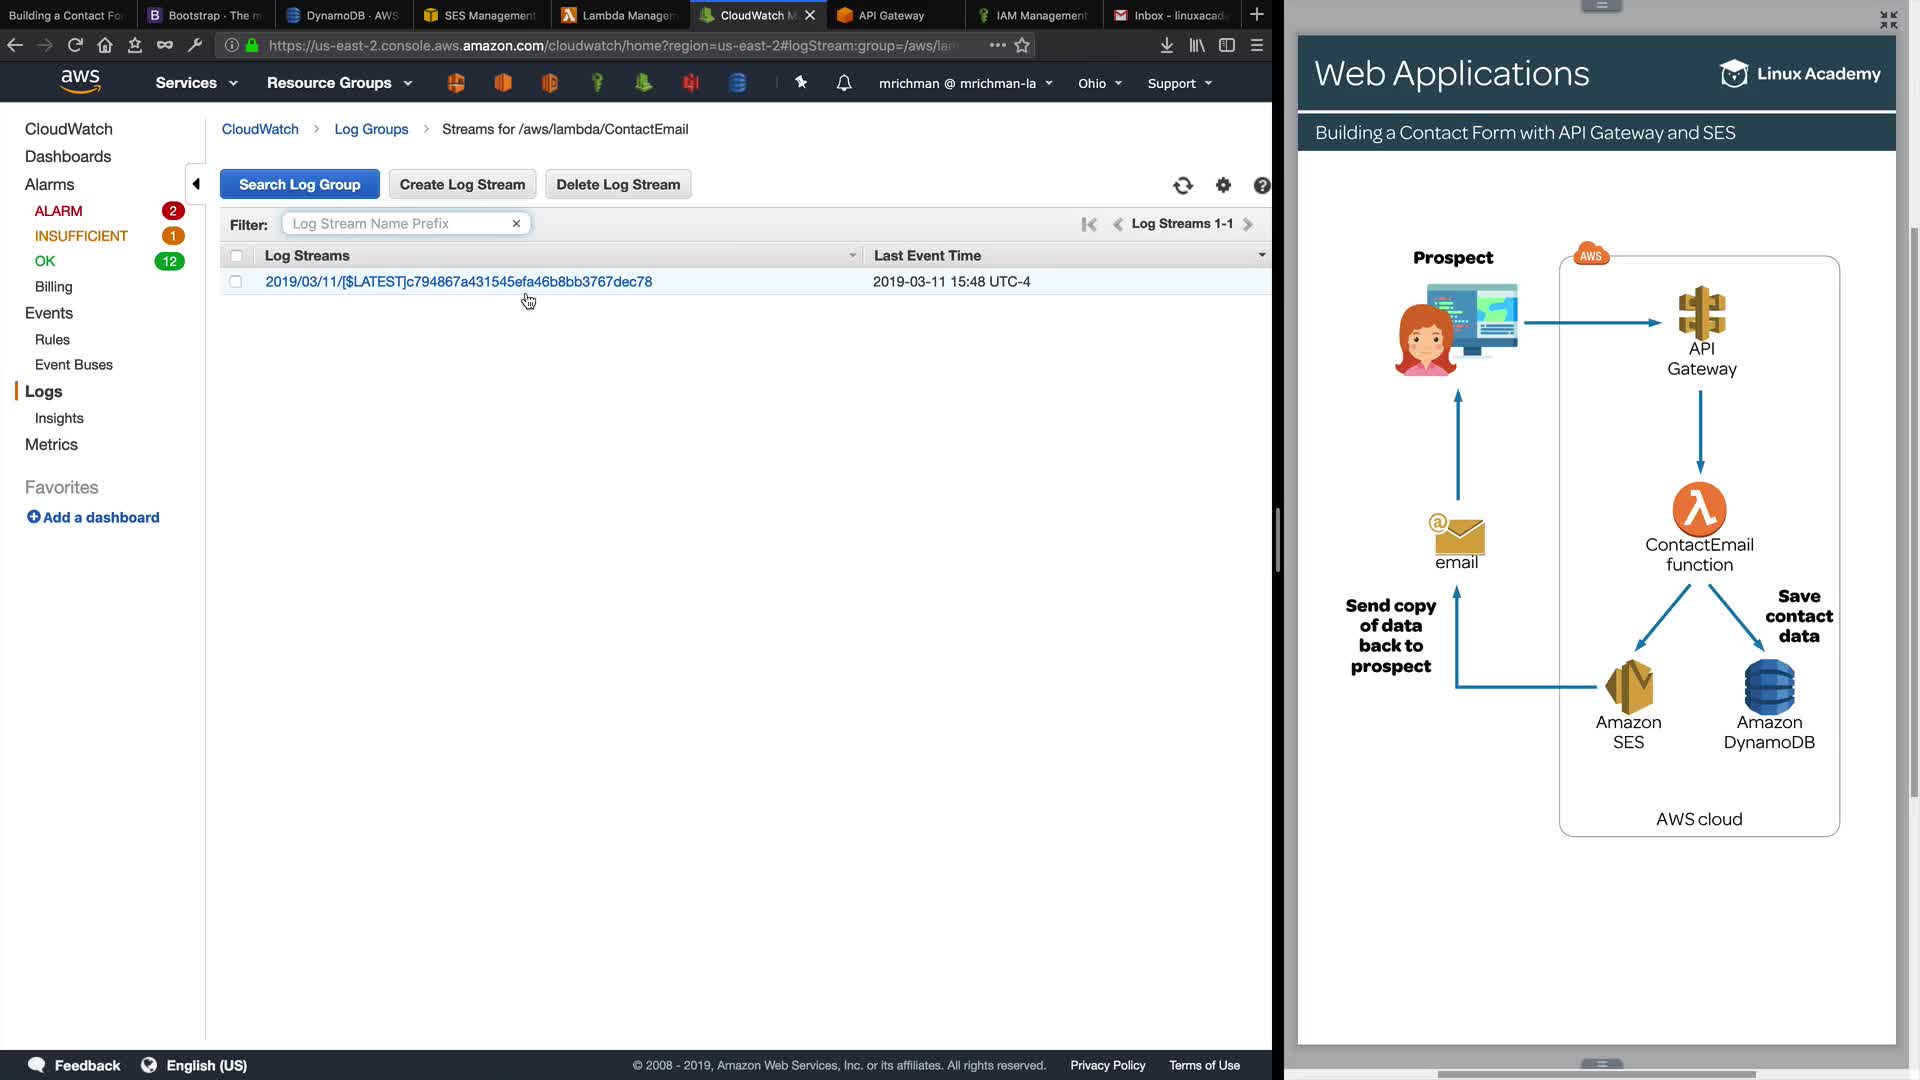 Building a Contact For
Bootstrap · The m
DynamoDB · AWS
SES Management
Lambda Manager
CloudWatch M
API Gateway
IAM Management
Inbox - linuxacad
https://us-east-2.console.aws.amazon.com/cloudwatch/home?region=us-east-2#logStream:group=/aws/lam
aws
Services
Resource Groups
mrichman @ mrichman-la
Ohio
Support
CloudWatch
Dashboards
Alarms
ALARM 2
INSUFFICIENT 1
OK 12
Billing
Events
Rules
Event Buses
Logs
Insights
Metrics
Favorites
Add a dashboard
CloudWatch
Log Groups
Streams for /aws/lambda/ContactEmail
Search Log Group
Create Log Stream
Delete Log Stream
Filter:
Log Stream Name Prefix
Log Streams 1-1
Log Streams
Last Event Time
2019/03/11/[$LATEST]c794867a431545efa46b8bb3767dec78
2019-03-11 15:48 UTC-4
Feedback
English (US)
© 2008 - 2019, Amazon Web Services, Inc. or its affiliates. All rights reserved.
Privacy Policy
Terms of Use
Web Applications
Linux Academy
Building a Contact Form with API Gateway and SES
Prospect
AWS
API
Gateway
ContactEmail
function
email
Send copy
of data
back to
prospect
Save
contact
data
Amazon
SES
Amazon
DynamoDB
AWS cloud